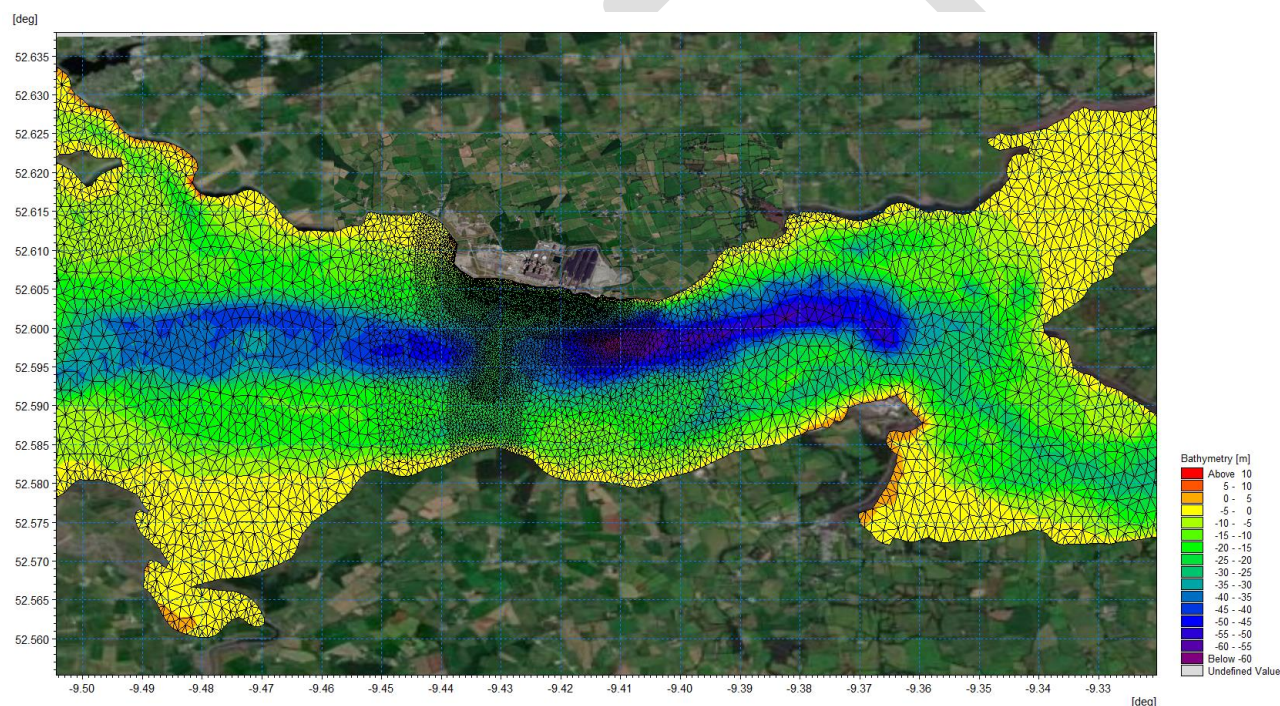 [deg]
52.635
52.630
52.625
52.620
52.615
52.610
52.605
52.600
52.595
52.590
52.585
52.580
52.575
52.570
52.565
52.560
-9.50 -9.49 -9.48 -9.47 -9.46 -9.45 -9.44 -9.43 -9.42 -9.41 -9.40 -9.39 -9.38 -9.37 -9.36 -9.35 -9.34 -9.33
[deg]
Bathymetry [m]
Above 10
5 - 10
0 - 5
-5 - 0
-10 - -5
-15 - -10
-20 - -15
-25 - -20
-30 - -25
-35 - -30
-40 - -35
-45 - -40
-50 - -45
-55 - -50
-60 - -55
Below -60
Undefined Value